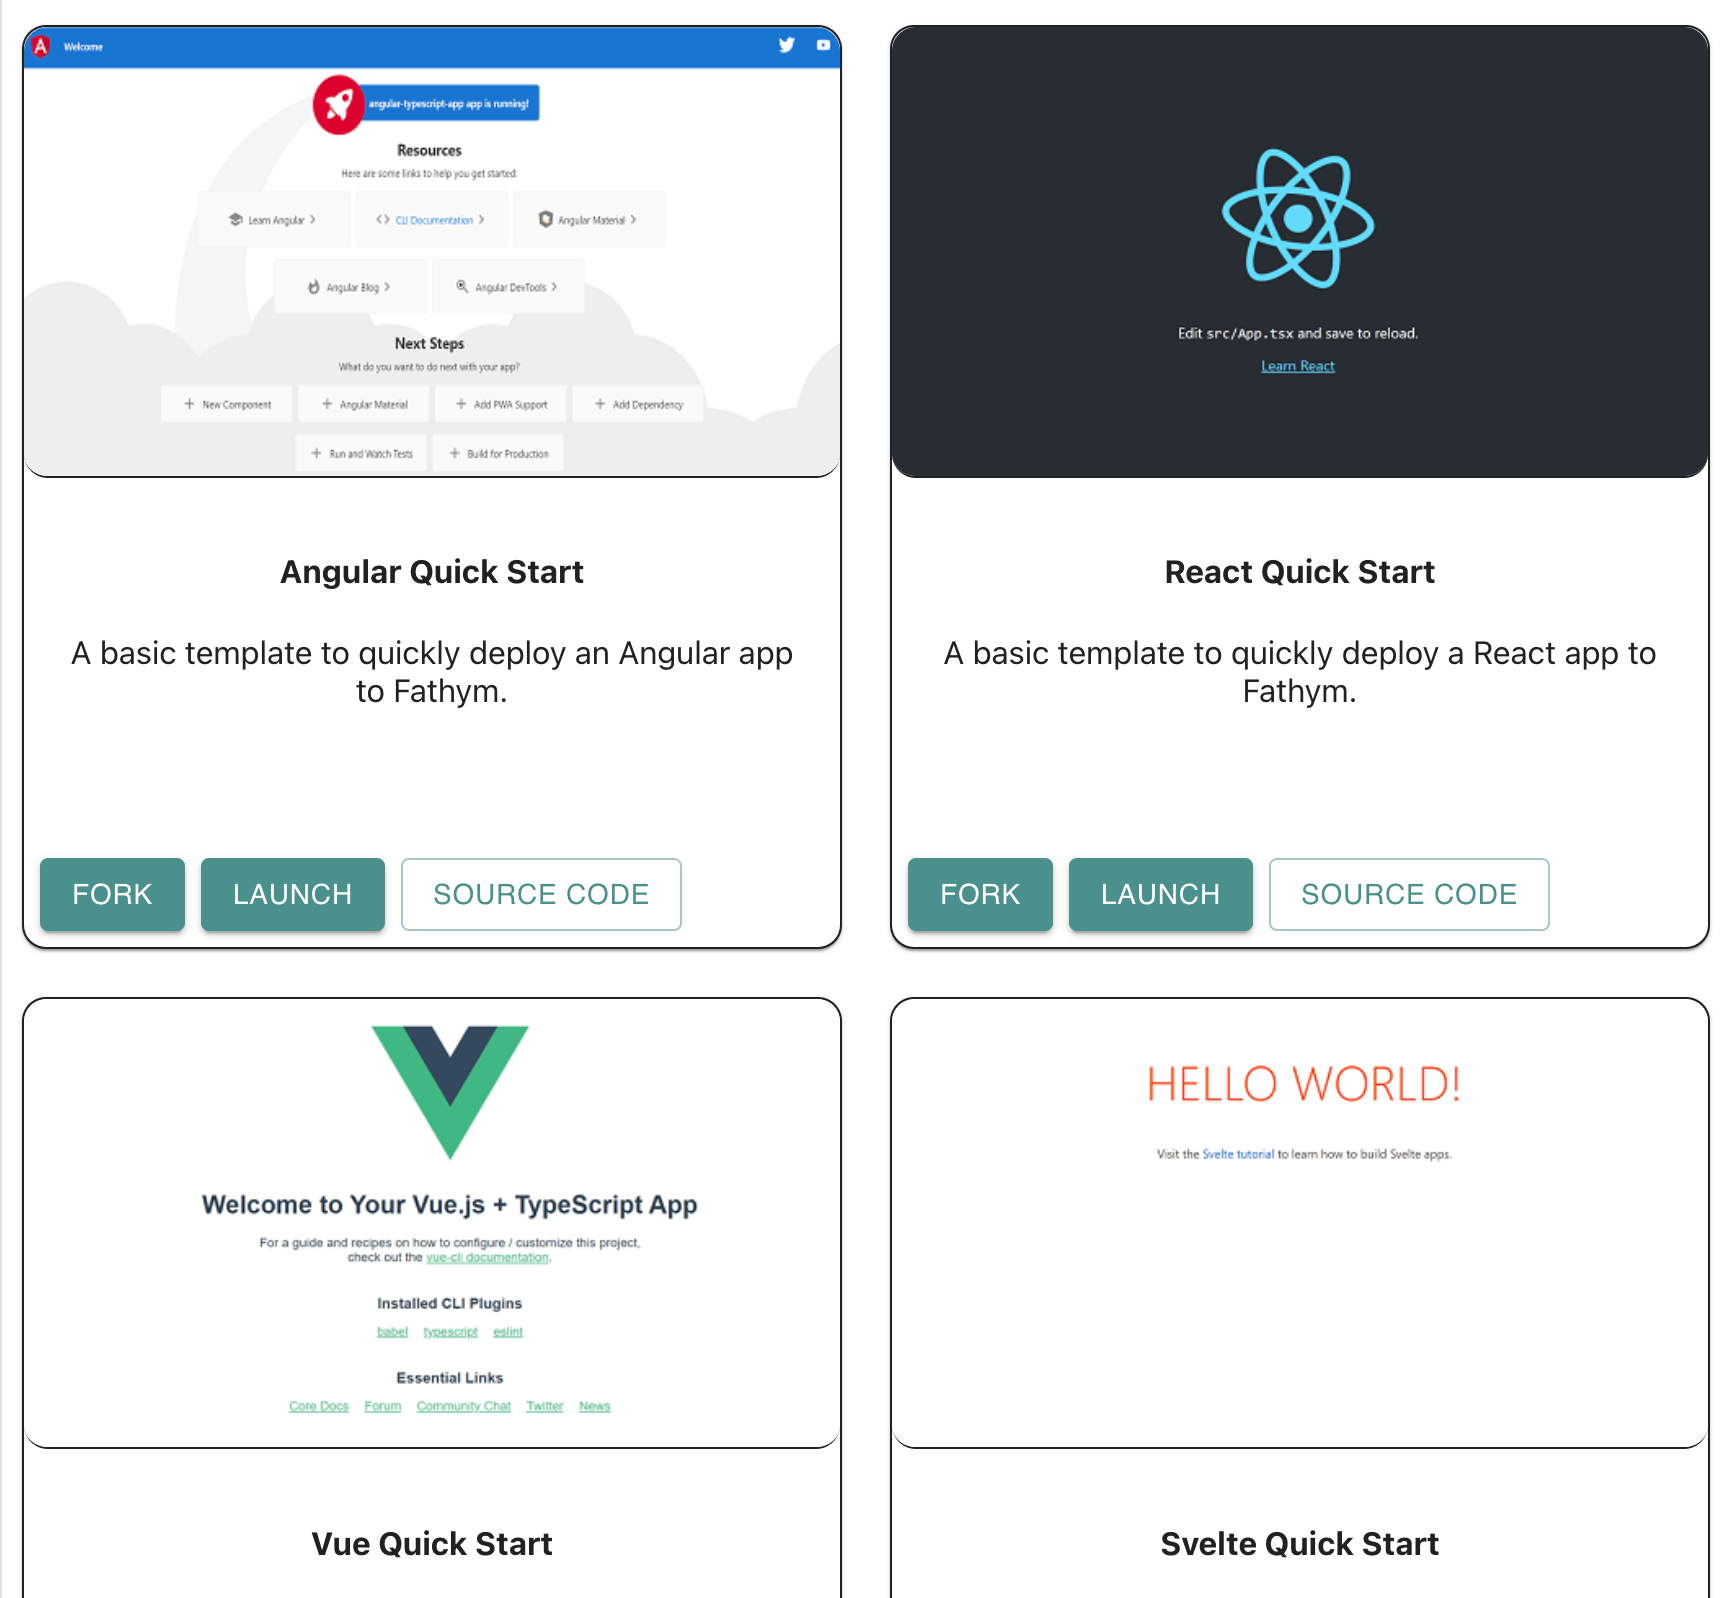 Welcome
angular-typescript-app app is running!
Resources
Here are some links to help you get started:
Learn Angular
CLI Documentation
Angular Material
Angular Blog
Angular DevTools
Next Steps
What do you want to do next with your app?
New Component
Angular Material
Add PWA Support
Add Dependency
Run and Watch Tests
Build for Production
Angular Quick Start
A basic template to quickly deploy an Angular app
to Fathym.
FORK
LAUNCH
SOURCE CODE
Edit src/App.tsx and save to reload.
Learn React
React Quick Start
A basic template to quickly deploy a React app to
Fathym.
FORK
LAUNCH
SOURCE CODE
Welcome to Your Vue.js + TypeScript App
For a guide and recipes on how to configure / customize this project,
check out the vue-cli documentation.
Installed CLI Plugins
babel typescript eslint
Essential Links
Core Docs Forum Community Chat Twitter News
Vue Quick Start
HELLO WORLD!
Visit the Svelte tutorial to learn how to build Svelte apps.
Svelte Quick Start